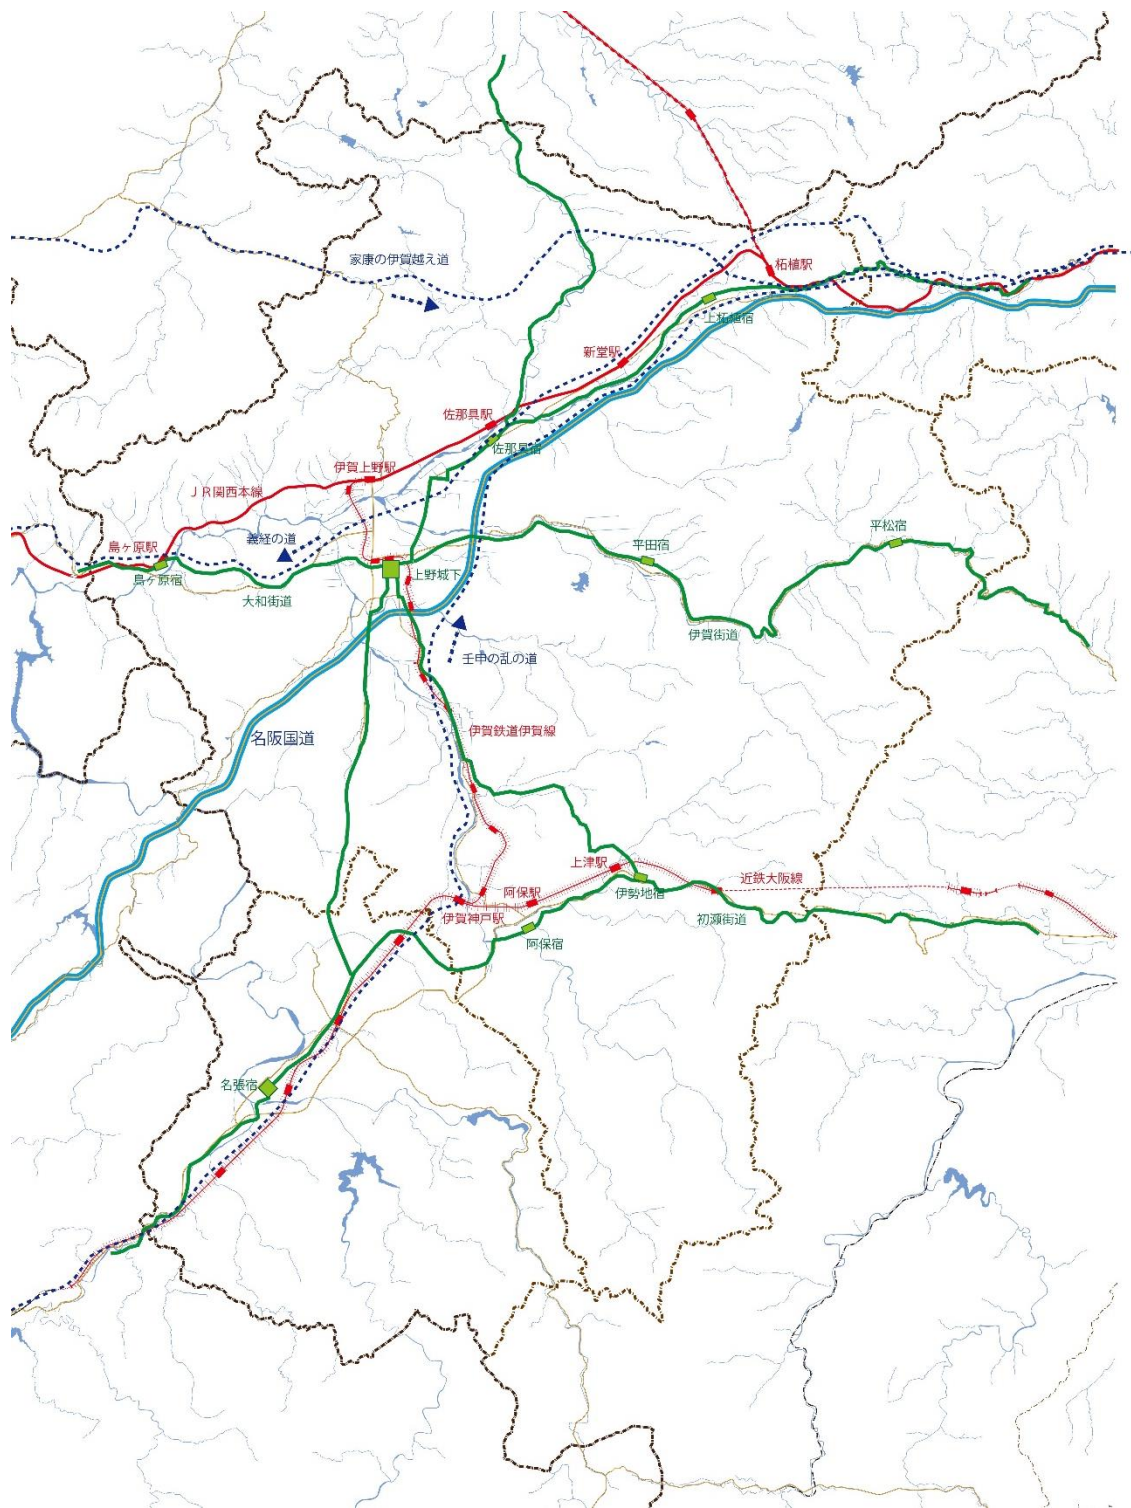 家康の伊賀越え道
柘植駅
上柘植宿
新堂駅
佐那具駅
佐那具宿
伊賀上野駅
ＪＲ関西本線
平松宿
島ヶ原駅
義経の道
平田宿
島ヶ原宿
上野城下
大和街道
伊賀街道
壬申の乱の道
伊賀鉄道伊賀線
名阪国道
上津駅
近鉄大阪線
阿保駅
伊勢地宿
伊賀神戸駅
初瀬街道
阿保宿
名張宿